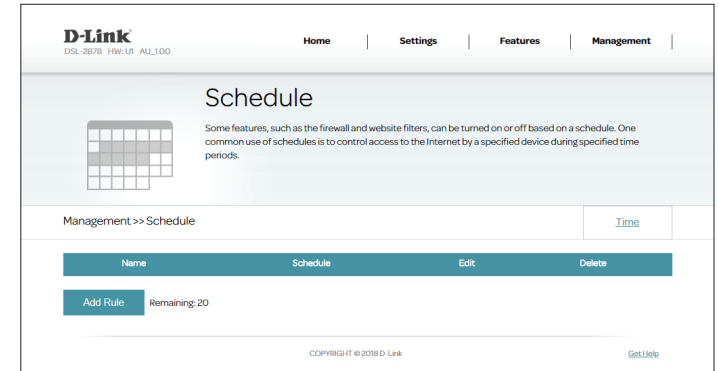 D-Link
DSL-2878 HW: U1 AU_1.00
Home Settings Features Management
Schedule
Some features, such as the firewall and website filters, can be turned on or off based on a schedule. One
common use of schedules is to control access to the Internet by a specified device during specified time
periods.
Management >> Schedule
Time
Name Schedule Edit Delete
Add Rule Remaining: 20
COPYRIGHT © 2018 D-Link Get Help